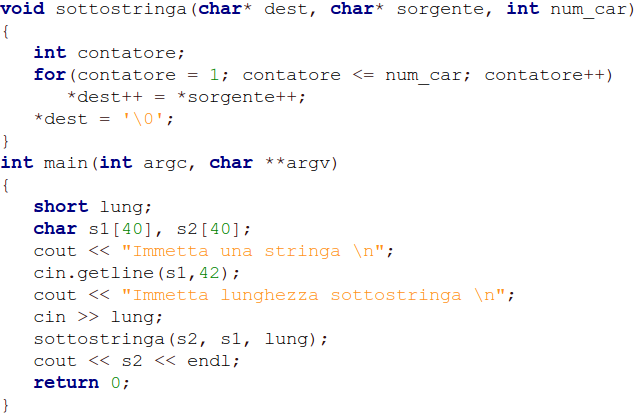 void sottostringa(char* dest, char* sorgente, int num_car)
{
   int contatore;
   for(contatore = 1; contatore <= num_car; contatore++)
      *dest++ = *sorgente++;
   *dest = '\0';
}
int main(int argc, char **argv)
{
   short lung;
   char s1[40], s2[40];
   cout << "Immetta una stringa \n";
   cin.getline(s1,42);
   cout << "Immetta lunghezza sottostringa \n";
   cin >> lung;
   sottostringa(s2, s1, lung);
   cout << s2 << endl;
   return 0;
}